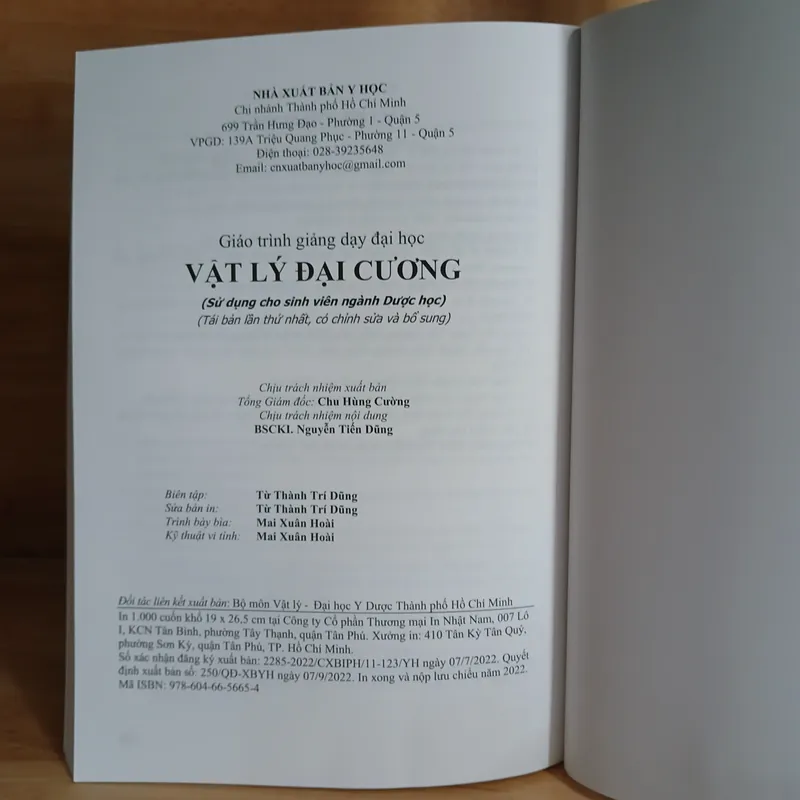 NHÀ XUẤT BẢN Y HỌC
Chi nhánh Thành phố Hồ Chí Minh
699 Trần Hưng Đạo - Phường 1 - Quận 5
VPGD: 139A Triệu Quang Phục - Phường 11 - Quận 5
Điện thoại: 028-39235648
Email: cnxuatbanyhoc@gmail.com
Giáo trình giảng dạy đại học
VẬT LÝ ĐẠI CƯƠNG
(Sử dụng cho sinh viên ngành Dược học)
(Tái bản lần thứ nhất, có chỉnh sửa và bổ sung)
Chịu trách nhiệm xuất bản
Tổng Giám đốc: Chu Hùng Cường
Chịu trách nhiệm nội dung
BSCKI. Nguyễn Tiến Dũng
Biên tập: Từ Thành Trí Dũng
Sửa bản in: Từ Thành Trí Dũng
Trình bày bìa: Mai Xuân Hoài
Kỹ thuật vi tính: Mai Xuân Hoài
Đối tác liên kết xuất bản: Bộ môn Vật lý - Đại học Y Dược Thành phố Hồ Chí Minh
In 1.000 cuốn khổ 19 x 26,5 cm tại Công ty Cổ phần Thương mại In Nhật Nam, 007 Lô
I, KCN Tân Bình, phường Tây Thạnh, quận Tân Phú. Xưởng in: 410 Tân Kỳ Tân Quý,
phường Sơn Kỳ, quận Tân Phú, TP. Hồ Chí Minh.
Số xác nhận đăng ký xuất bản: 2285-2022/CXBIPH/11-123/YH ngày 07/7/2022. Quyết
định xuất bản số: 250/QĐ-XBYH ngày 07/9/2022. In xong và nộp lưu chiểu năm 2022.
Mã ISBN: 978-604-66-5665-4